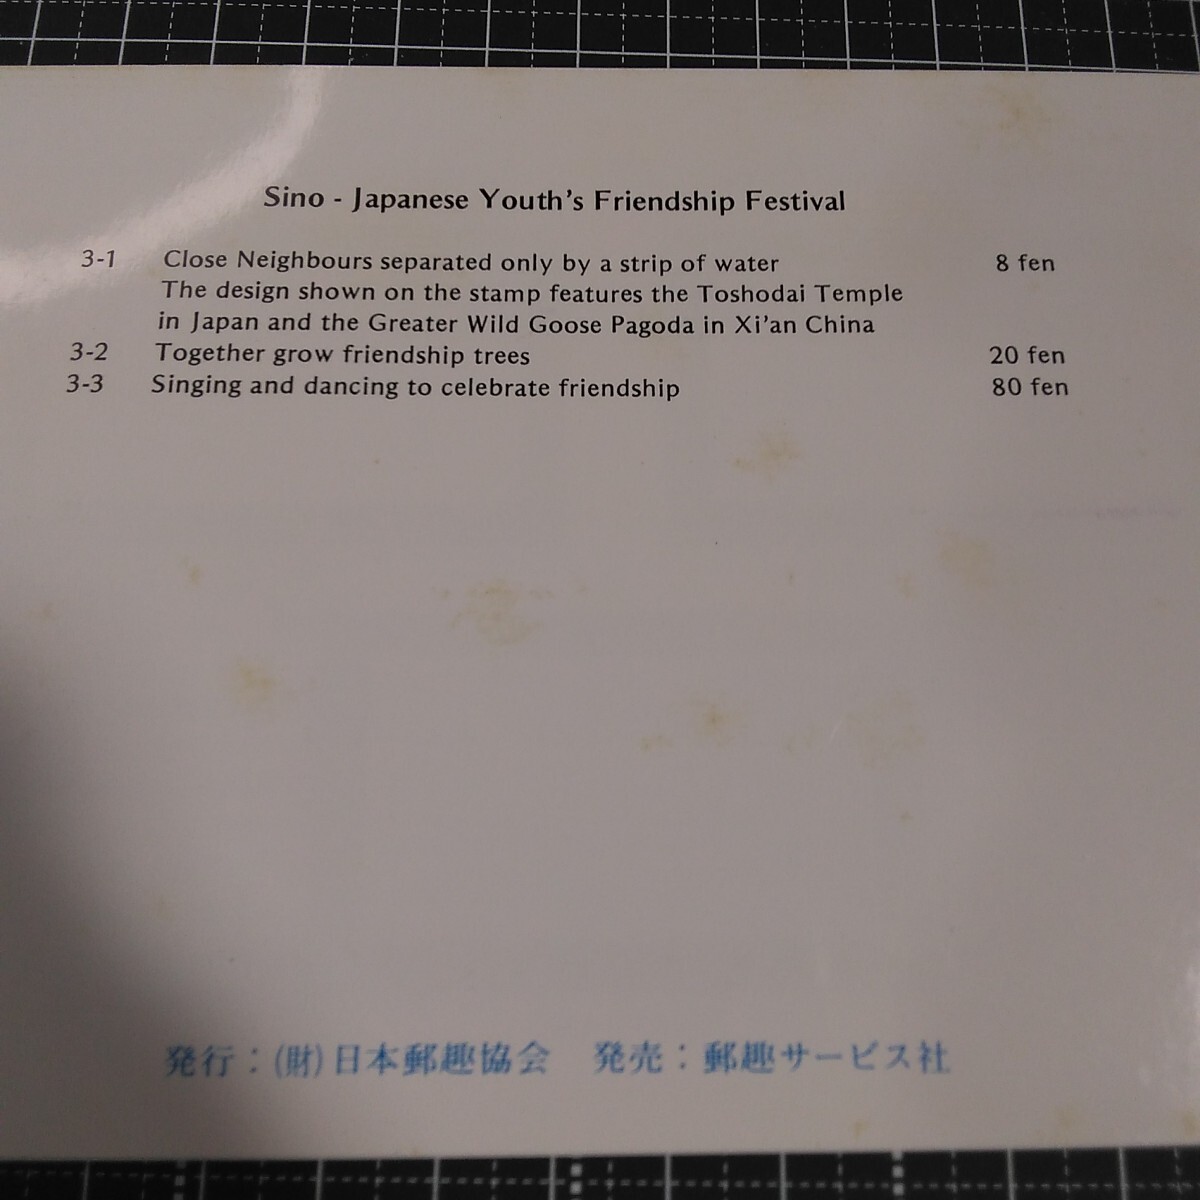 Sino - Japanese Youth's Friendship Festival
3-1 Close Neighbours separated only by a strip of water 8 fen
The design shown on the stamp features the Toshodai Temple
in Japan and the Greater Wild Goose Pagoda in Xi'an China
3-2 Together grow friendship trees 20 fen
3-3 Singing and dancing to celebrate friendship 80 fen
発行：(財)日本郵趣協会　発売：郵趣サービス社